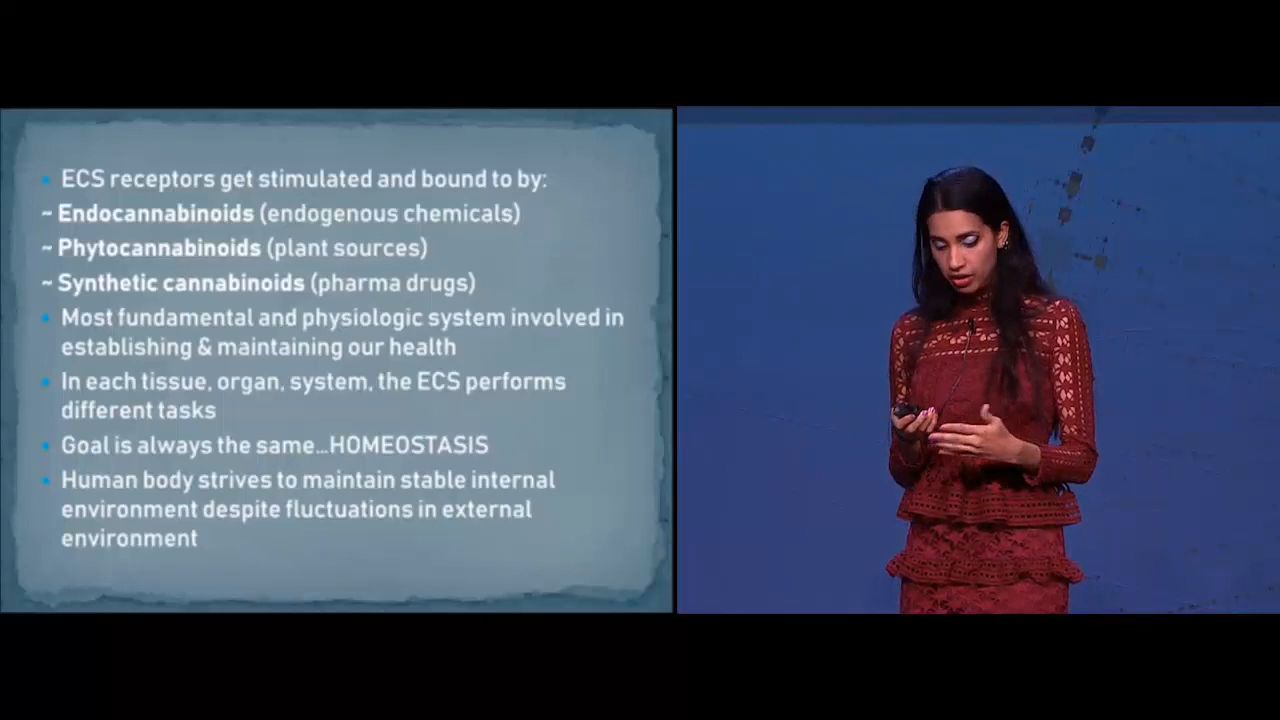 ECS receptors get stimulated and bound to by:
~ Endocannabinoids (endogenous chemicals)
~ Phytocannabinoids (plant sources)
~ Synthetic cannabinoids (pharma drugs)
Most fundamental and physiologic system involved in
establishing & maintaining our health
In each tissue, organ, system, the ECS performs
different tasks
Goal is always the same...HOMEOSTASIS
Human body strives to maintain stable internal
environment despite fluctuations in external
environment